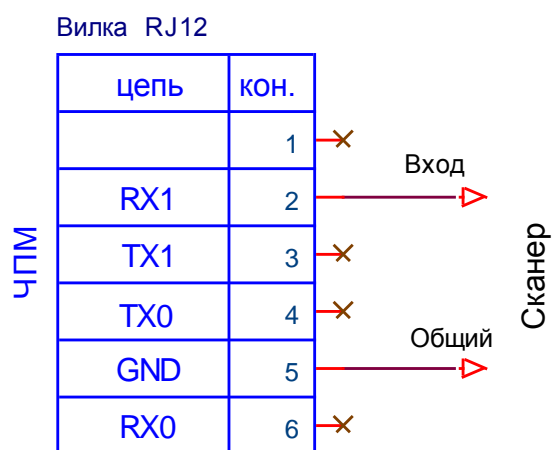 Вилка RJ12
цепь кон.
1
Вход
RX1 2
TX1 3
TX0 4
Общий
GND 5
RX0 6
ЧПМ
Сканер